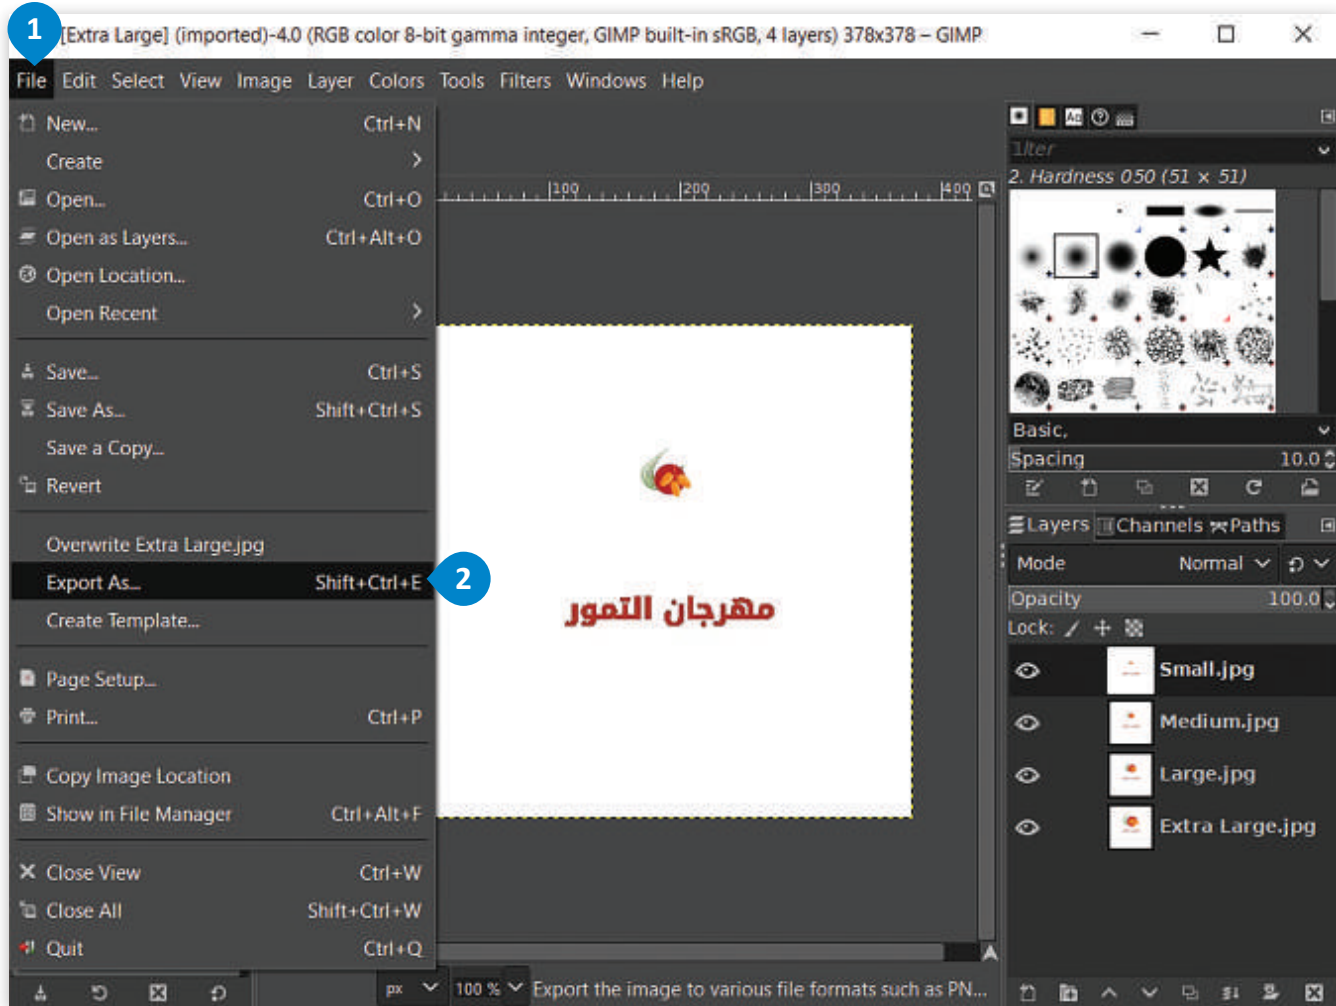 1
[Extra Large] (imported)-4.0 (RGB color 8-bit gamma integer, GIMP built-in sRGB, 4 layers) 378x378 – GIMP
File Edit Select View Image Layer Colors Tools Filters Windows Help
New... Ctrl+N
Create
Open... Ctrl+O
Open as Layers... Ctrl+Alt+O
Open Location...
Open Recent
Save... Ctrl+S
Save As... Shift+Ctrl+S
Save a Copy...
Revert
Overwrite Extra Large.jpg
Export As... Shift+Ctrl+E
2
Create Template...
Page Setup...
Print... Ctrl+P
Copy Image Location
Show in File Manager Ctrl+Alt+F
Close View Ctrl+W
Close All Shift+Ctrl+W
Quit Ctrl+Q
100 200 300 400
مهرجان التمور
px 100 % Export the image to various file formats such as PN...
2. Hardness 050 (51 × 51)
Basic,
Spacing 10.0
Layers Channels Paths
Mode Normal
Opacity 100.0
Lock:
Small.jpg
Medium.jpg
Large.jpg
Extra Large.jpg